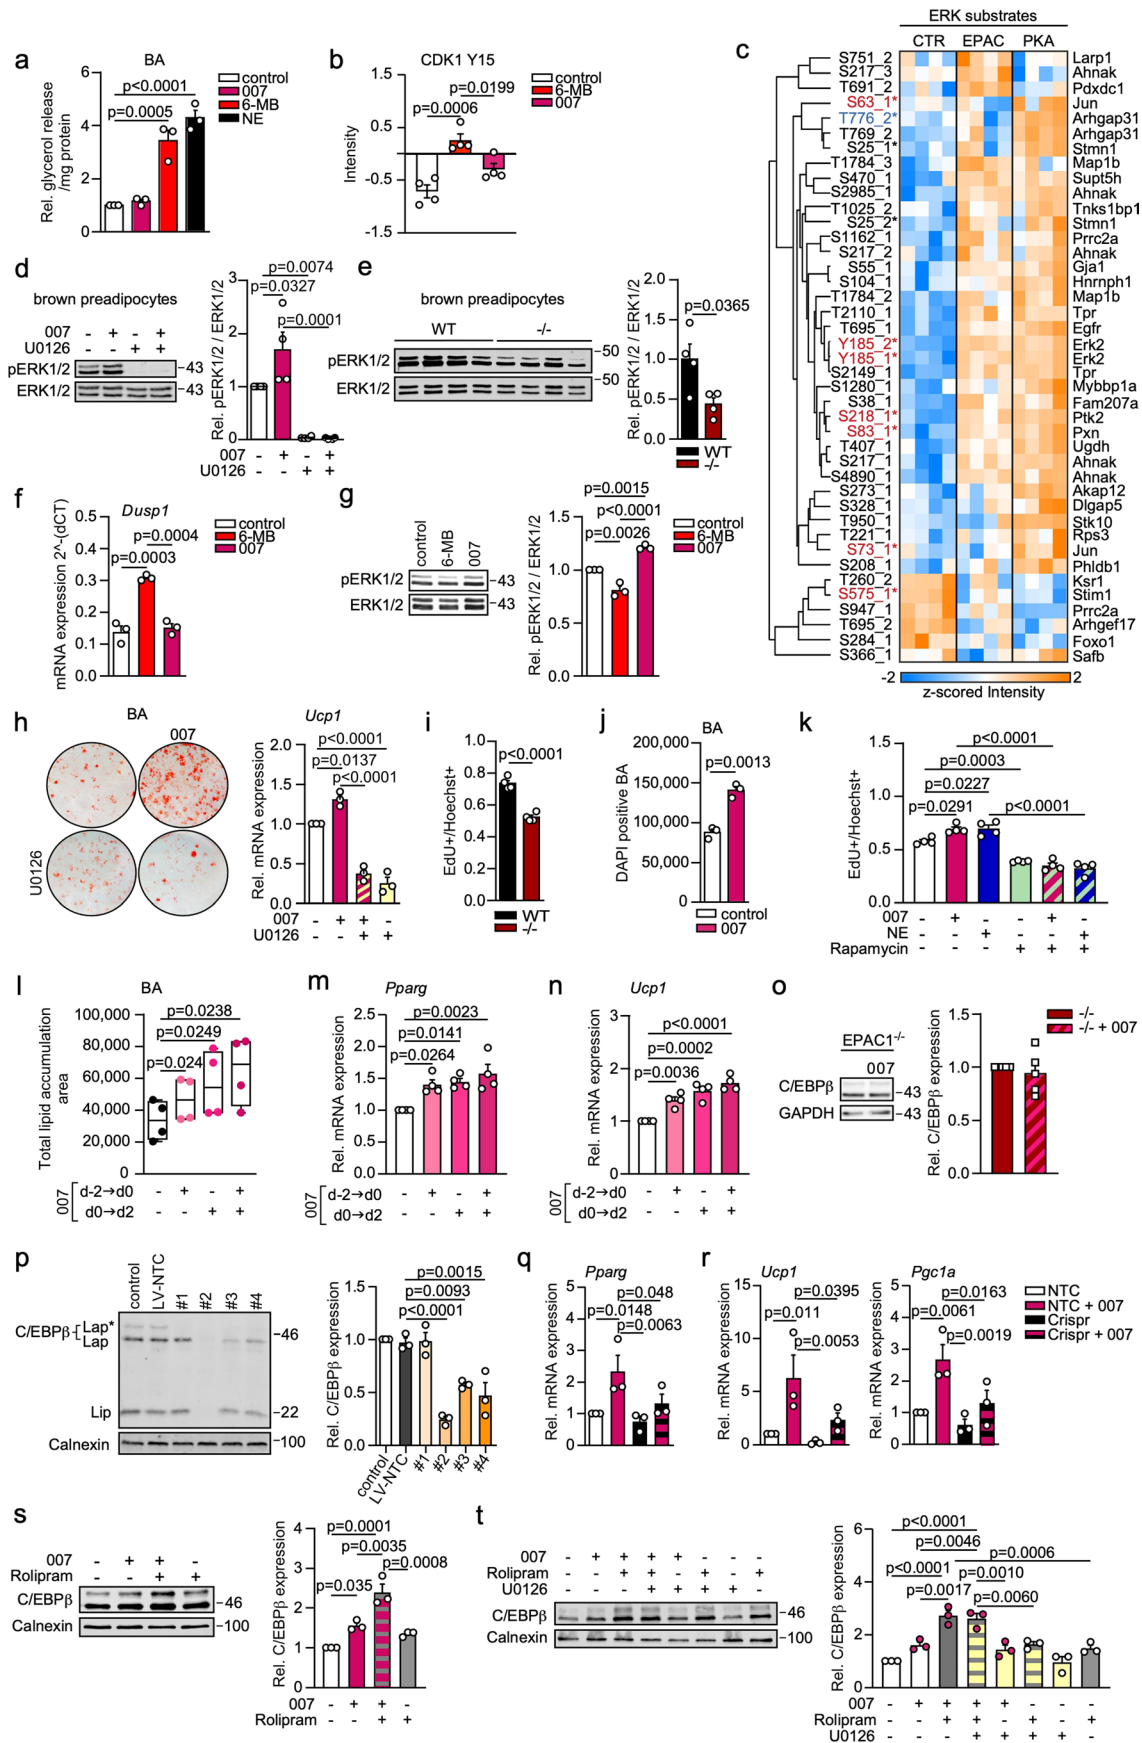 a
BA
Rel. glycerol release
/mg protein
6
4
2
0
p<0.0001
p=0.0005
control
007
6-MB
NE
b
CDK1 Y15
Intensity
1.5
0.5
-0.5
-1.5
p=0.0199
p=0.0006
control
6-MB
007
c
ERK substrates
CTR EPAC PKA
S751_2 Larp1
S217_3 Ahnak
T691_2 Pdxdc1
S63_1* Jun
T776_2* Arhgap31
T769_2 Arhgap31
S25_1* Stmn1
T1784_3 Map1b
S470_1 Supt5h
S2985_1 Ahnak
T1025_2 Tnks1bp1
S25_2* Stmn1
S1162_1 Prrc2a
S217_2 Ahnak
S55_1 Gja1
S104_1 Hnrnph1
T1784_2 Map1b
T2110_1 Tpr
T695_1 Egfr
Y185_2* Erk2
Y185_1* Erk2
S2149_1 Tpr
S1280_1 Mybbp1a
S38_1 Fam207a
S218_1* Ptk2
S83_1* Pxn
T407_1 Ugdh
S217_1 Ahnak
S4890_1 Ahnak
S273_1 Akap12
S328_1 Dlgap5
T950_1 Stk10
T221_1 Rps3
S73_1* Jun
S208_1 Phldb1
T260_2 Ksr1
S575_1* Stim1
S947_1 Prrc2a
T695_2 Arhgef17
S284_1 Foxo1
S366_1 Safb
-2 2
z-scored Intensity
d
brown preadipocytes
007 - + - +
U0126 - - + +
pERK1/2 -43
ERK1/2 -43
Rel. pERK1/2 / ERK1/2
3
2
1
0
p=0.0074
p=0.0327
p=0.0001
007 - + - +
U0126 - - + +
e
brown preadipocytes
WT -/-
pERK1/2 -50
ERK1/2 -50
Rel. pERK1/2 / ERK1/2
2.0
1.5
1.0
0.5
0.0
p=0.0365
WT
-/-
f
Dusp1
mRNA expression 2^-(dCT)
0.5
0.4
0.3
0.2
0.1
0.0
p=0.0004
p=0.0003
control
6-MB
007
g
control
6-MB
007
pERK1/2 -43
ERK1/2 -43
Rel. pERK1/2 / ERK1/2
1.5
1.0
0.5
0.0
p=0.0015
p<0.0001
p=0.0026
control
6-MB
007
h
BA
007
U0126
Ucp1
Rel. mRNA expression
2.0
1.5
1.0
0.5
0.0
p<0.0001
p=0.0137
p<0.0001
007 - + + -
U0126 - - + +
i
EdU+/Hoechst+
1.0
0.8
0.6
0.4
0.2
0.0
p<0.0001
WT
-/-
j
BA
DAPI positive BA
200,000
150,000
100,000
50,000
0
p=0.0013
control
007
k
EdU+/Hoechst+
1.5
1.0
0.5
0.0
p<0.0001
p=0.0003
p=0.0227
p=0.0291
p<0.0001
007 - + - - + -
NE - - + - - +
Rapamycin - - - + + +
l
BA
Total lipid accumulation
area
100,000
80,000
60,000
40,000
20,000
0
p=0.0238
p=0.0249
p=0.024
007
d-2→d0 - + - +
d0→d2 - - + +
m
Pparg
Rel. mRNA expression
2.5
2.0
1.5
1.0
0.5
0.0
p=0.0023
p=0.0141
p=0.0264
007
d-2→d0 - + - +
d0→d2 - - + +
n
Ucp1
Rel. mRNA expression
3
2
1
0
p<0.0001
p=0.0002
p=0.0036
007
d-2→d0 - + - +
d0→d2 - - + +
o
EPAC1-/-
007
C/EBPβ -43
GAPDH -43
Rel. C/EBPβ expression
1.5
1.0
0.5
0.0
-/-
-/- + 007
p
control
LV-NTC
#1
#2
#3
#4
C/EBPβ
Lap*
Lap
-46
Lip -22
Calnexin -100
Rel. C/EBPβ expression
1.5
1.0
0.5
0.0
p=0.0015
p=0.0093
p<0.0001
control
LV-NTC
#1
#2
#3
#4
q
Pparg
Rel. mRNA expression
5
4
3
2
1
0
p=0.048
p=0.0148
p=0.0063
r
Ucp1
Rel. mRNA expression
15
10
5
0
p=0.0395
p=0.011
p=0.0053
Pgc1a
Rel. mRNA expression
5
4
3
2
1
0
p=0.0163
p=0.0061
p=0.0019
NTC
NTC + 007
Crispr
Crispr + 007
s
007 - + + -
Rolipram - - + +
C/EBPβ -46
Calnexin -100
Rel. C/EBPβ expression
4
3
2
1
0
p=0.0001
p=0.0035
p=0.0008
p=0.035
007 - + + -
Rolipram - - + +
t
007 - + + + + - - -
Rolipram - - + + - + - +
U0126 - - - + + + + -
C/EBPβ -46
Calnexin -100
Rel. C/EBPβ expression
6
4
2
0
p<0.0001
p=0.0046
p=0.0006
p<0.0001
p=0.0010
p=0.0017
p=0.0060
007 - + + + + - - -
Rolipram - - + + - + - +
U0126 - - - + + + + -